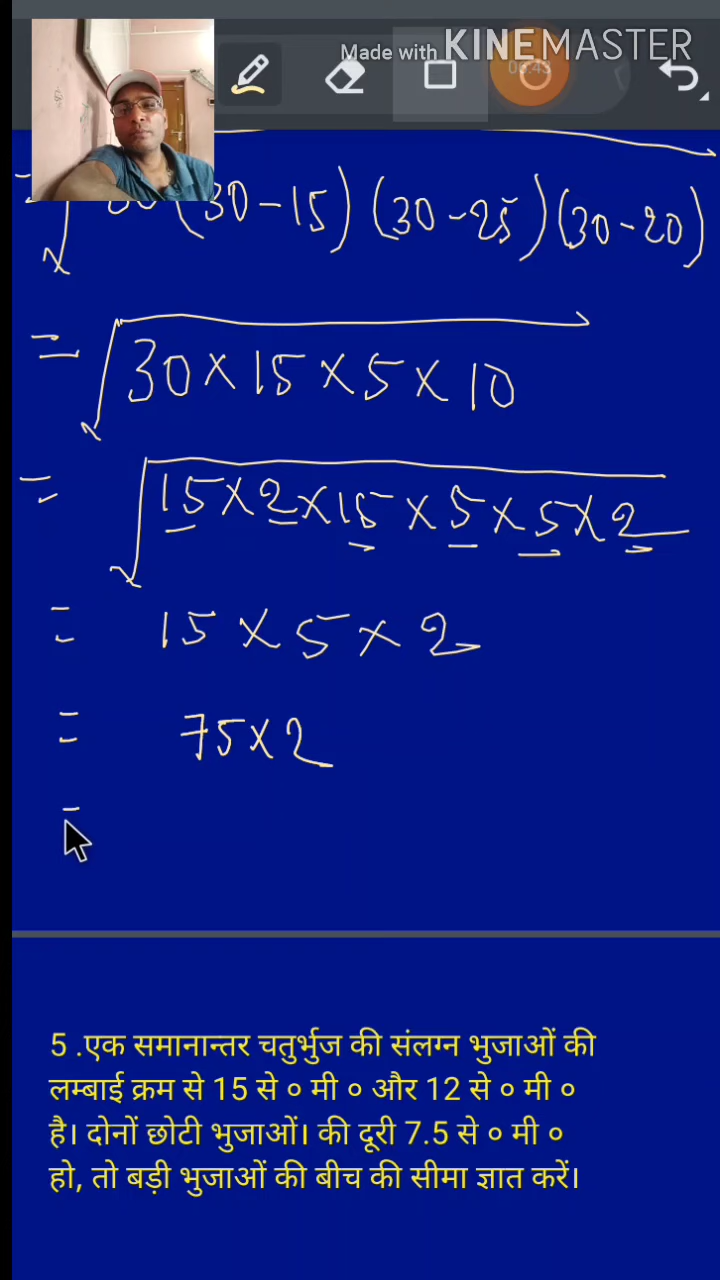 Made with KINEMASTER
06:43
(30-15) (30-25) (30-20)
= √30×15×5×10
= √15×2×15×5×5×2
= 15×5×2
= 75×2
5 .एक समानान्तर चतुर्भुज की संलग्न भुजाओं की
लम्बाई क्रम से 15 से ० मी ० और 12 से ० मी ०
है। दोनों छोटी भुजाओं। की दूरी 7.5 से ० मी ०
हो, तो बड़ी भुजाओं की बीच की सीमा ज्ञात करें।